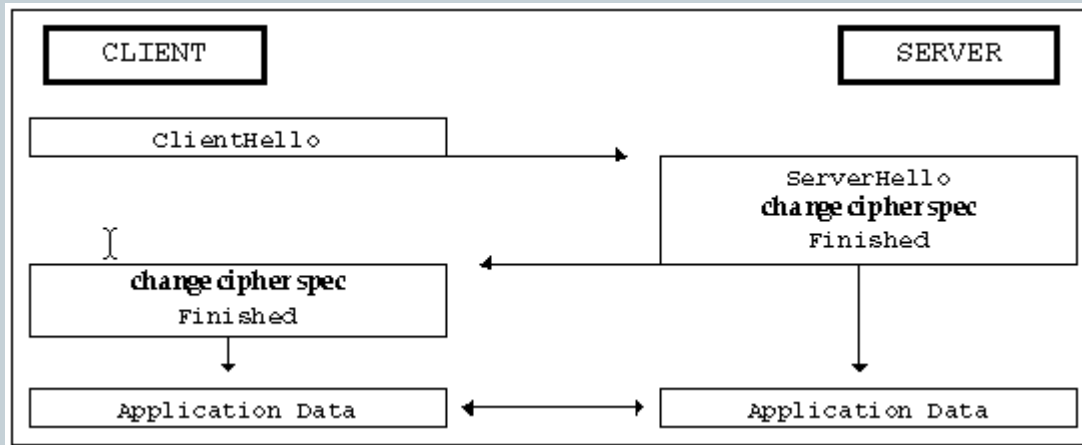 CLIENT
SERVER
ClientHello
ServerHello
change cipher spec
Finished
change cipher spec
Finished
Application Data
Application Data